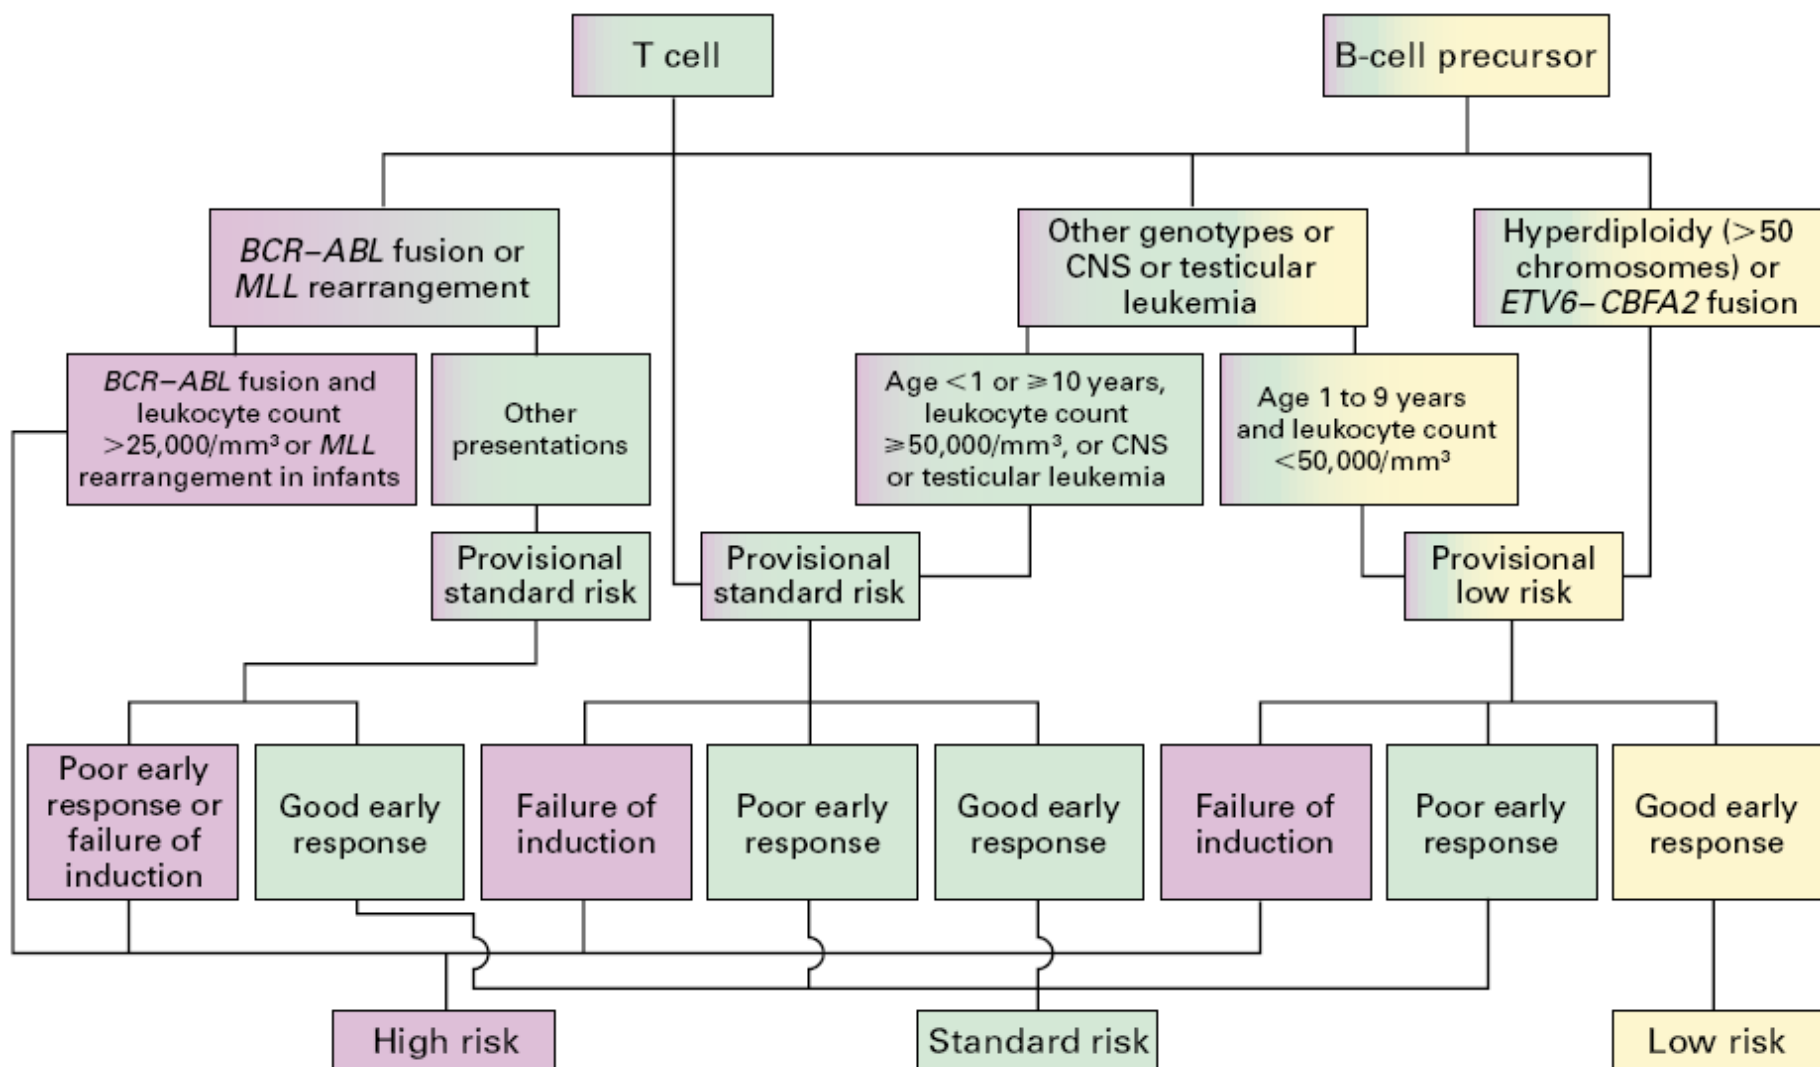 T cell
B-cell precursor
BCR–ABL fusion or
MLL rearrangement
Other genotypes or
CNS or testicular
leukemia
Hyperdiploidy (>50
chromosomes) or
ETV6–CBFA2 fusion
BCR–ABL fusion and
leukocyte count
>25,000/mm³ or MLL
rearrangement in infants
Other
presentations
Age <1 or ⩾10 years,
leukocyte count
⩾50,000/mm³, or CNS
or testicular leukemia
Age 1 to 9 years
and leukocyte count
<50,000/mm³
Provisional
standard risk
Provisional
standard risk
Provisional
low risk
Poor early
response or
failure of
induction
Good early
response
Failure of
induction
Poor early
response
Good early
response
Failure of
induction
Poor early
response
Good early
response
High risk
Standard risk
Low risk